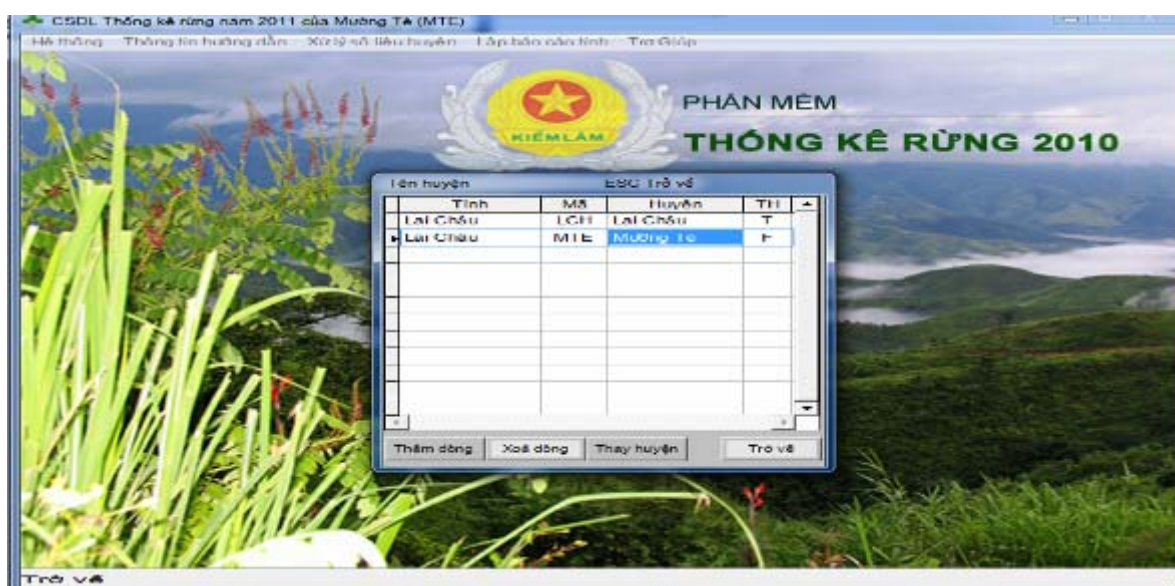 CSDL Thống kê rừng năm 2011 của Mường Tè (MTE)
Hệ thống Thông tin hướng dẫn Xử lý số liệu huyện Lập báo cáo tỉnh Trợ Giúp
PHẦN MỀM
KIỂM LÂM
THỐNG KÊ RỪNG 2010
Tên huyện ESC Trở về
Tỉnh Mã Huyện TH
Lai Châu LCH Lai Châu T
Lai Châu MTE Mường Tè F
Thêm dòng Xoá dòng Thay huyện Trở về
Trở về